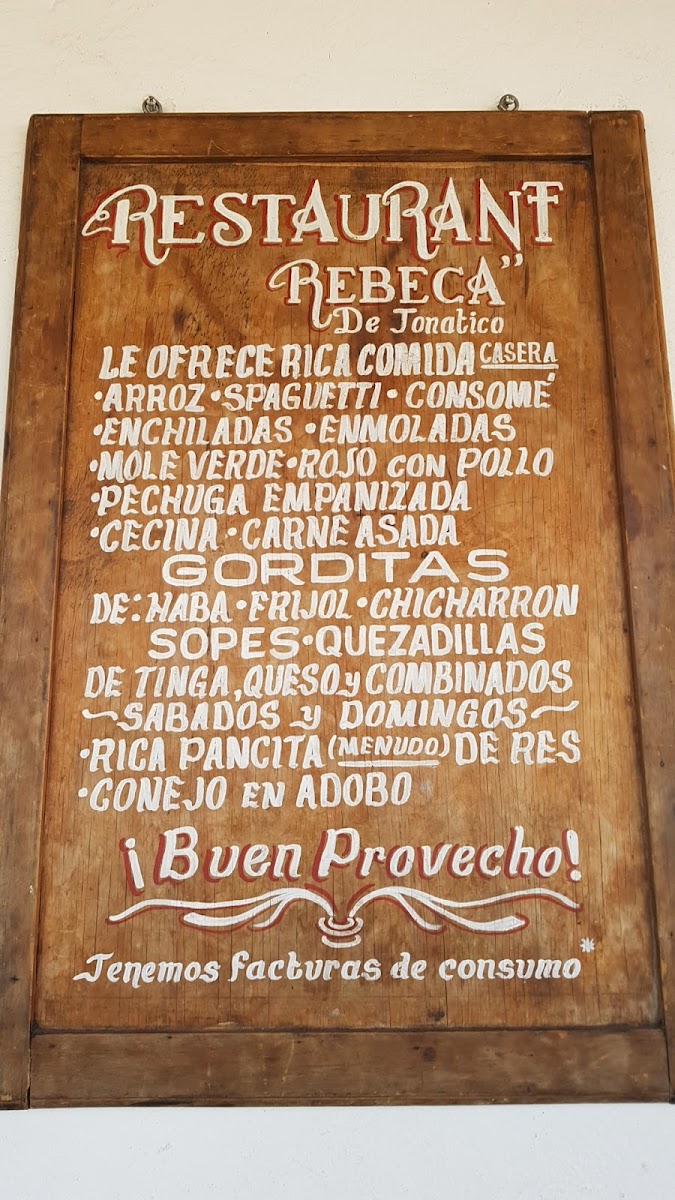 "RESTAURANT
REBECA"
De Tonatico
LE OFRECE RICA COMIDA CASERA
•ARROZ•SPAGUETTI•CONSOMÉ
•ENCHILADAS •ENMOLADAS
•MOLE VERDE•ROJO CON POLLO
•PECHUGA EMPANIZADA
•CECINA•CARNE ASADA
GORDITAS
DE: HABA•FRIJOL•CHICHARRON
SOPES•QUEZADILLAS
DE TINGA, QUESO y COMBINADOS
~SABADOS y DOMINGOS~
•RICA PANCITA (MENUDO) DE RES
•CONEJO EN ADOBO
¡Buen Provecho!
Tenemos facturas de consumo*